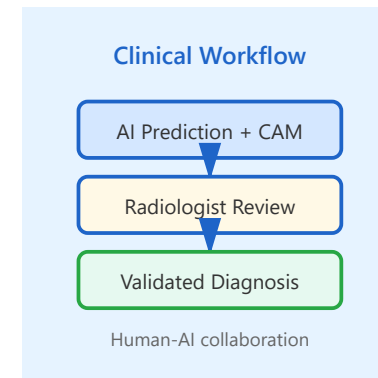 Clinical Workflow
AI Prediction + CAM
Radiologist Review
Validated Diagnosis
Human-AI collaboration